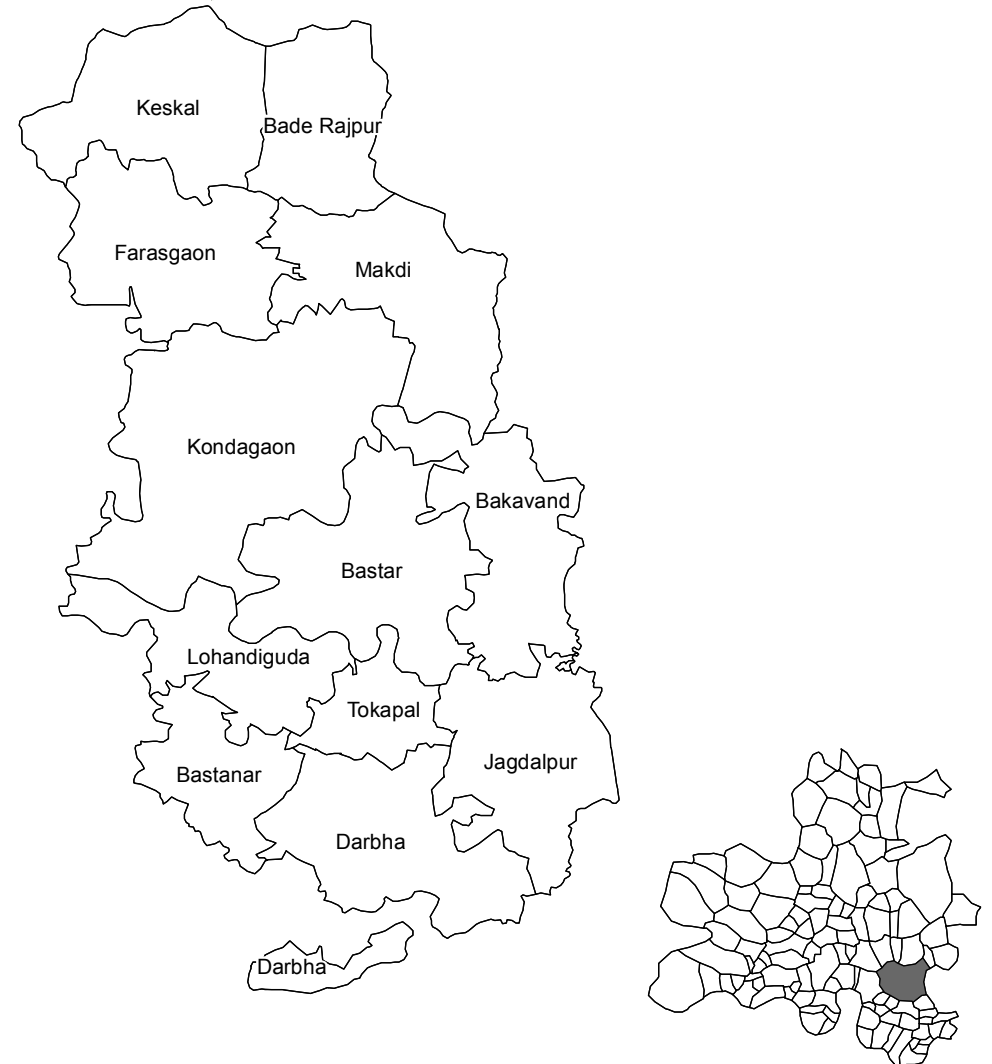 Keskal
Bade Rajpur
Farasgaon
Makdi
Kondagaon
Bakavand
Bastar
Lohandiguda
Tokapal
Jagdalpur
Bastanar
Darbha
Darbha